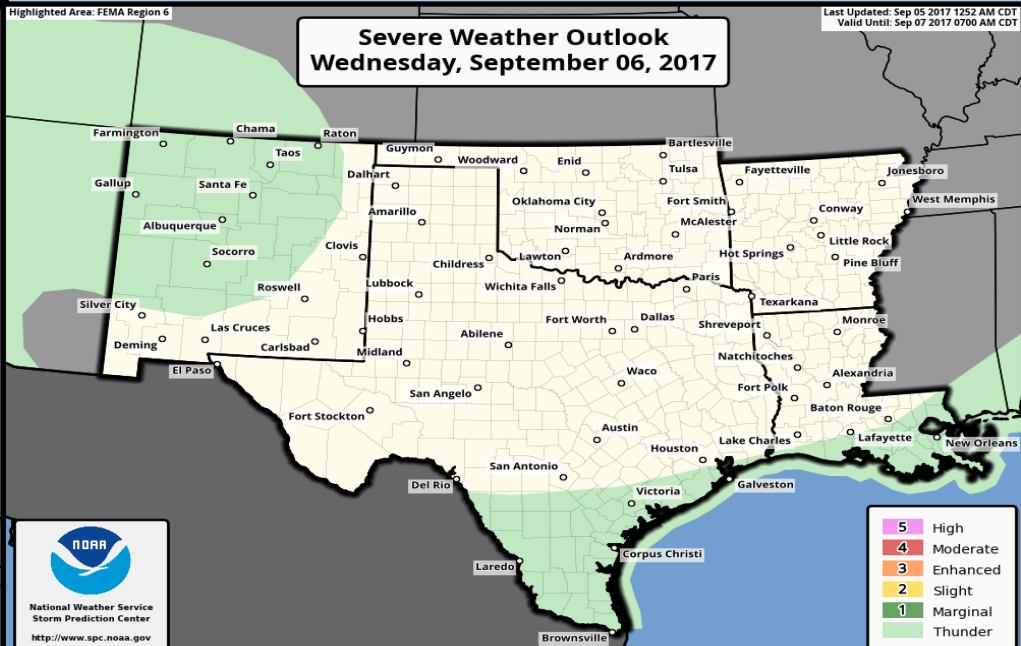 Highlighted Area: FEMA Region 6
Last Updated: Sep 05 2017 1252 AM CDT
Valid Until: Sep 07 2017 0700 AM CDT
Severe Weather Outlook
Wednesday, September 06, 2017
Farmington
Chama
Raton
Taos
Gallup
Santa Fe
Albuquerque
Socorro
Clovis
Roswell
Silver City
Las Cruces
Deming
Carlsbad
Hobbs
El Paso
Guymon
Woodward
Enid
Bartlesville
Tulsa
Dalhart
Amarillo
Oklahoma City
Norman
Fort Smith
McAlester
Childress
Lawton
Ardmore
Wichita Falls
Paris
Lubbock
Fayetteville
Jonesboro
West Memphis
Conway
Little Rock
Hot Springs
Pine Bluff
Texarkana
Fort Worth
Dallas
Shreveport
Monroe
Abilene
Midland
Natchitoches
Waco
Alexandria
San Angelo
Fort Polk
Fort Stockton
Baton Rouge
Austin
Lake Charles
Lafayette
New Orleans
Houston
San Antonio
Del Rio
Victoria
Galveston
Corpus Christi
Laredo
Brownsville
NOAA
National Weather Service
Storm Prediction Center
http://www.spc.noaa.gov
5 High
4 Moderate
3 Enhanced
2 Slight
1 Marginal
Thunder